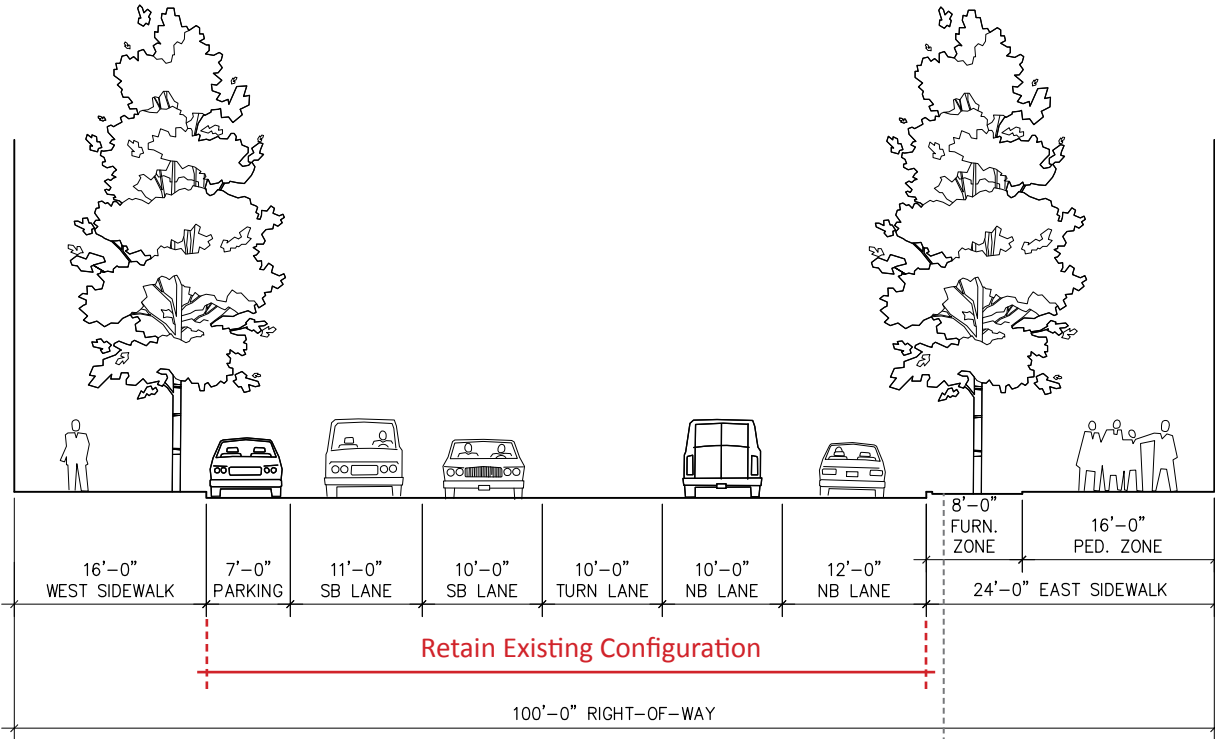 16'-0"
WEST SIDEWALK
7'-0"
PARKING
11'-0"
SB LANE
10'-0"
SB LANE
10'-0"
TURN LANE
10'-0"
NB LANE
12'-0"
NB LANE
8'-0"
FURN.
ZONE
16'-0"
PED. ZONE
24'-0" EAST SIDEWALK
Retain Existing Configuration
100'-0" RIGHT-OF-WAY